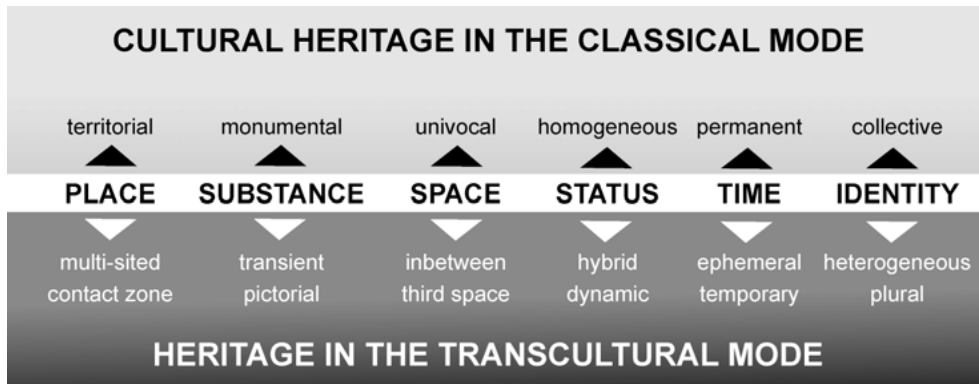 CULTURAL HERITAGE IN THE CLASSICAL MODE
territorial monumental univocal homogeneous permanent collective
PLACE SUBSTANCE SPACE STATUS TIME IDENTITY
multi-sited transient inbetween hybrid ephemeral heterogeneous
contact zone pictorial third space dynamic temporary plural
HERITAGE IN THE TRANSCULTURAL MODE